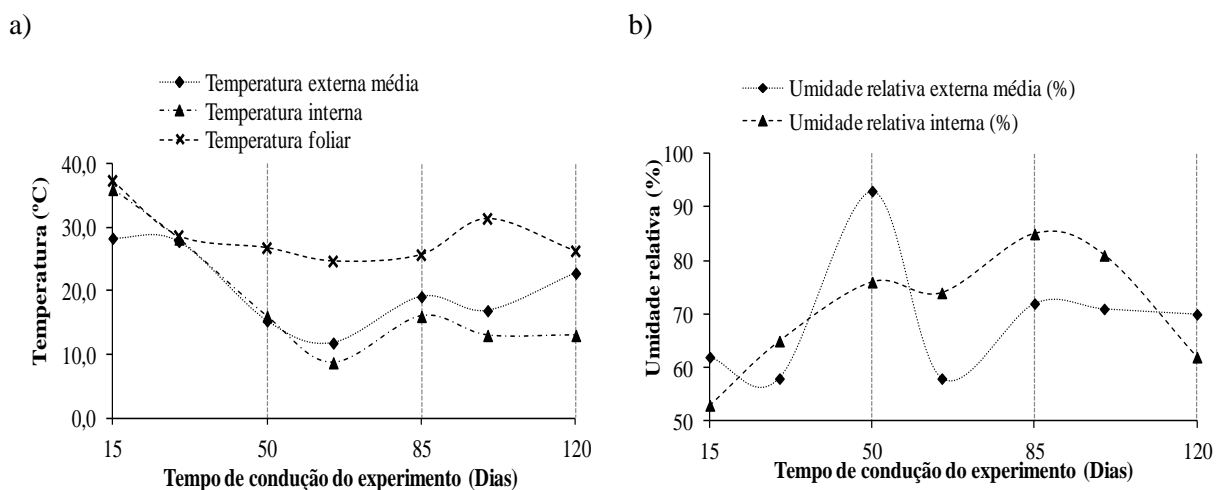 a)
Temperatura externa média
Temperatura interna
Temperatura foliar
40,0
30,0
20,0
10,0
0,0
Temperatura (ºC)
15 50 85 120
Tempo de condução do experimento (Dias)
b)
Umidade relativa externa média (%)
Umidade relativa interna (%)
100
90
80
70
60
50
Umidade relativa (%)
15 50 85 120
Tempo de condução do experimento (Dias)